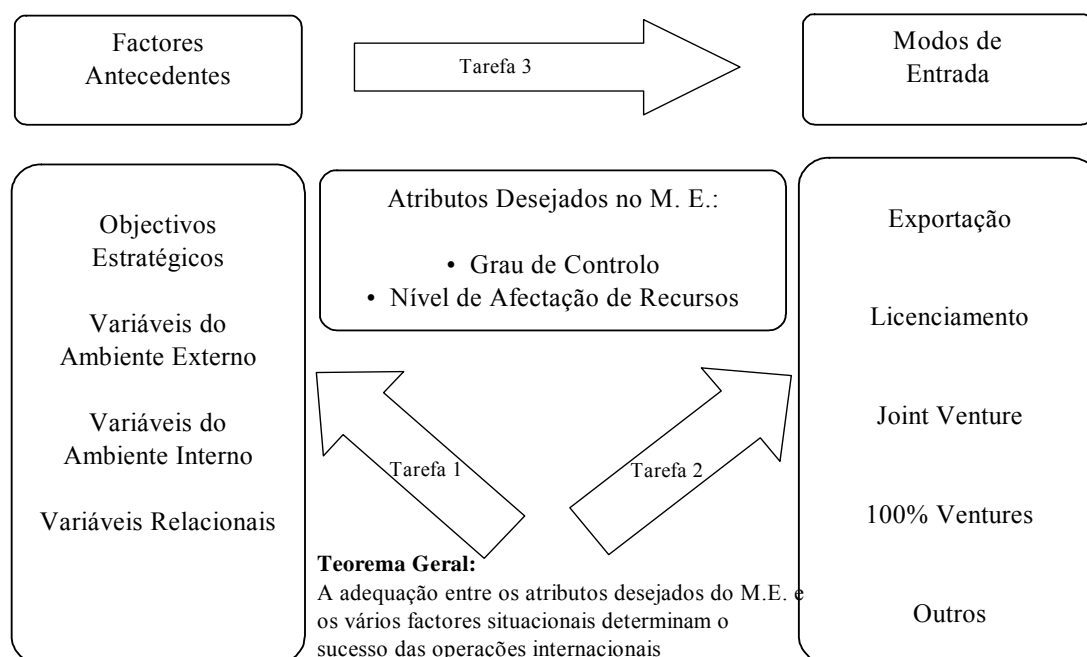 Factores
Antecedentes
Tarefa 3
Modos de
Entrada
Objectivos
Estratégicos
Variáveis do
Ambiente Externo
Variáveis do
Ambiente Interno
Variáveis Relacionais
Atributos Desejados no M. E.:
• Grau de Controlo
• Nível de Afectação de Recursos
Tarefa 1
Tarefa 2
Teorema Geral:
A adequação entre os atributos desejados do M.E. e
os vários factores situacionais determinam o
sucesso das operações internacionais
Exportação
Licenciamento
Joint Venture
100% Ventures
Outros